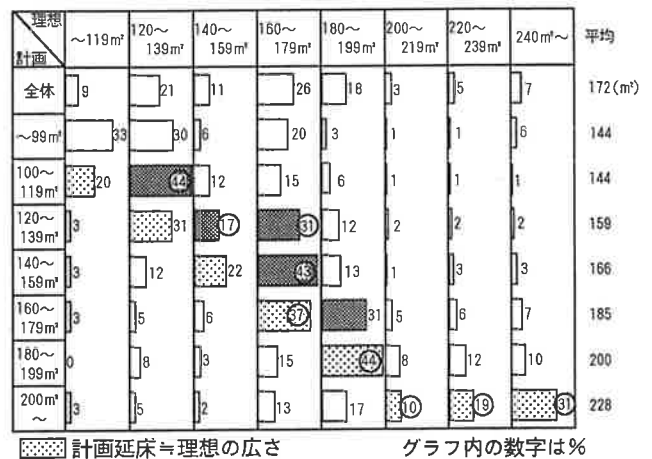 理想
計画
～119㎡ 120～139㎡ 140～159㎡ 160～179㎡ 180～199㎡ 200～219㎡ 220～239㎡ 240㎡～ 平均
全体 9 21 11 26 18 3 5 7 172(㎡)
～99㎡ 33 30 6 20 3 1 1 6 144
100～119㎡ 20 44 12 15 6 1 1 1 144
120～139㎡ 3 31 17 31 12 2 2 2 159
140～159㎡ 3 12 22 43 13 1 3 3 166
160～179㎡ 3 5 6 37 31 5 6 7 185
180～199㎡ 0 8 3 15 44 8 12 10 200
200㎡～ 3 5 2 13 17 10 19 31 228
計画延床≒理想の広さ グラフ内の数字は%